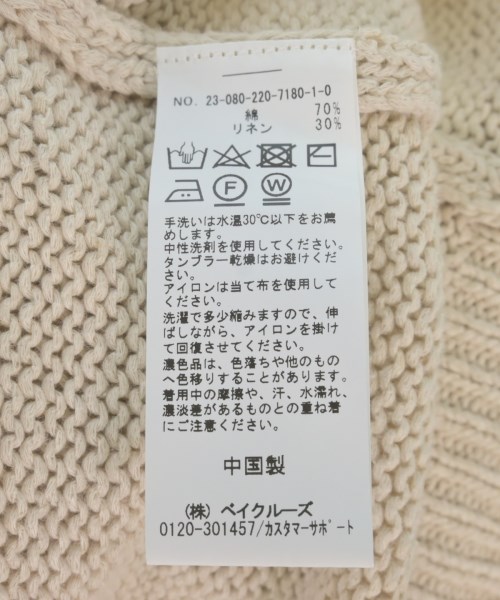 NO. 23-080-220-7180-1-0
綿 70%
リネン 30%
F W
手洗いは水温30℃以下をお薦
めします。
中性洗剤を使用してください。
タンブラー乾燥はお避けくださ
い。
アイロンは当て布を使用して
ください。
洗濯で多少縮みますので、伸
ばしながら、アイロンを掛け
て回復させてください。
濃色品は、色落ちや他のもの
へ色移りすることがあります。
着用中の摩擦や、汗、水濡れ、
濃淡差があるものとの重ね着
にご注意ください。
中国製
(株) ベイクルーズ
0120-301457/カスタマーサポート